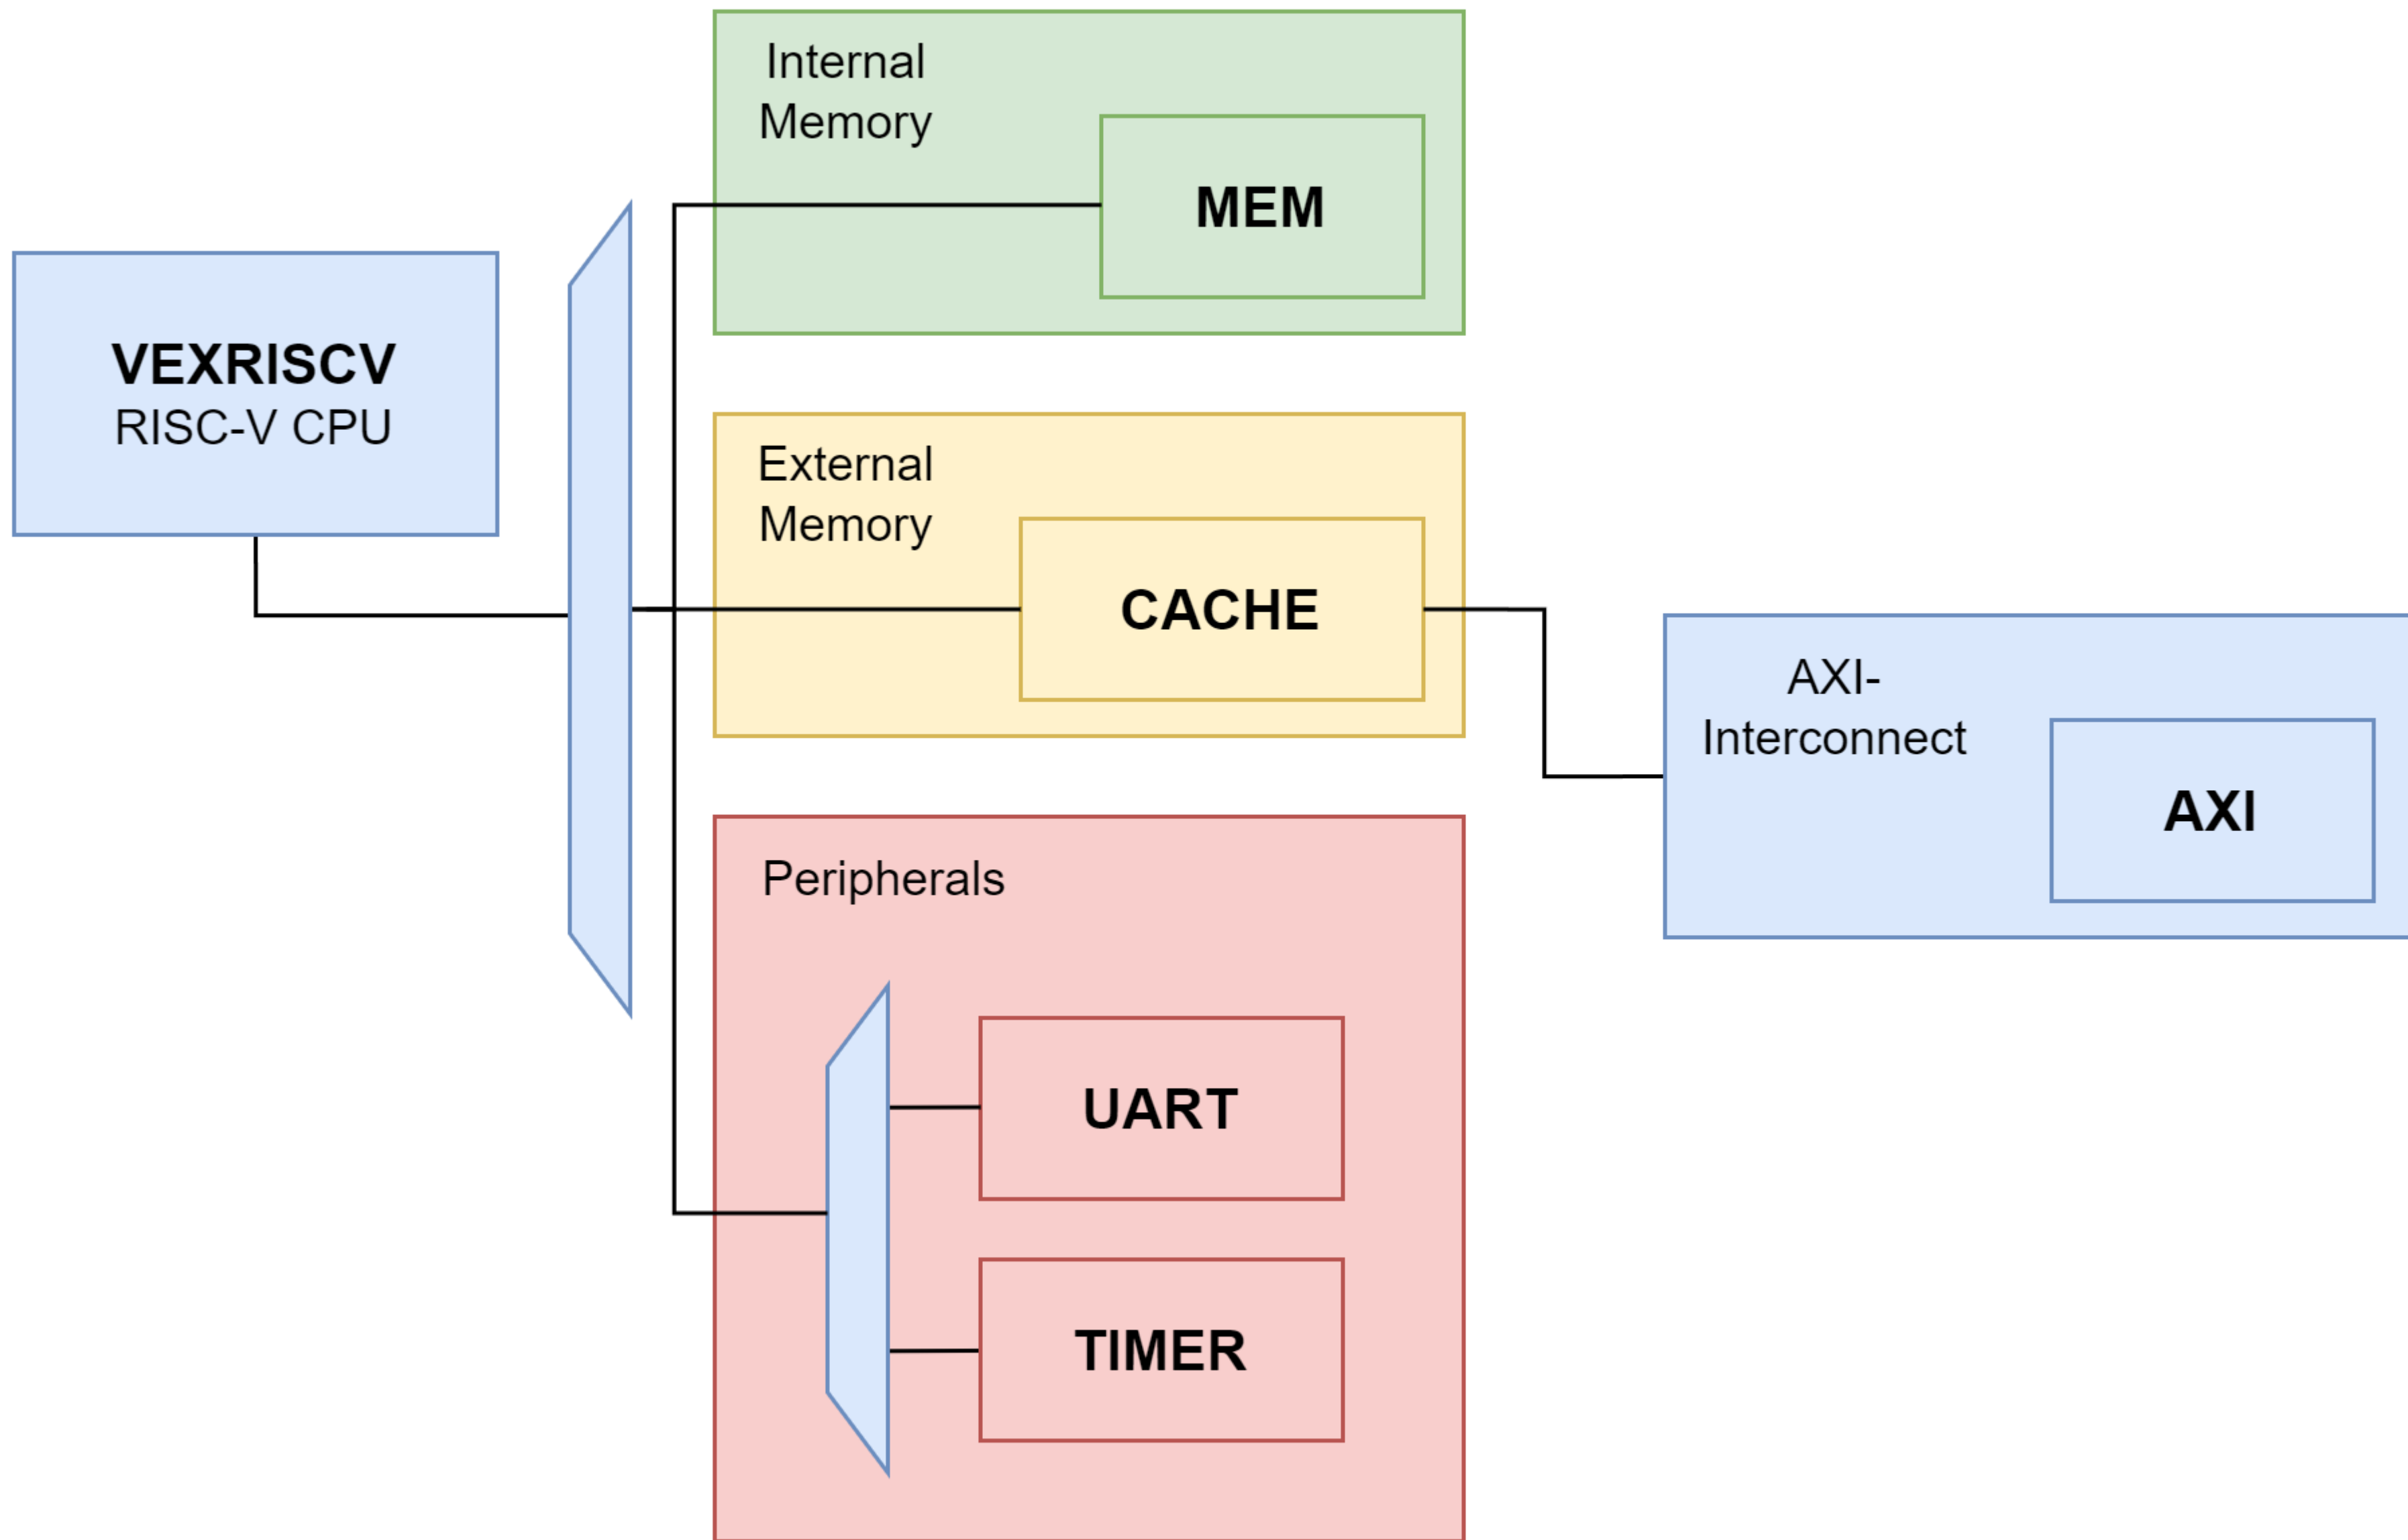 Internal
Memory
MEM
VEXRISCV
RISC-V CPU
External
Memory
CACHE
AXI-
Interconnect
AXI
Peripherals
UART
TIMER